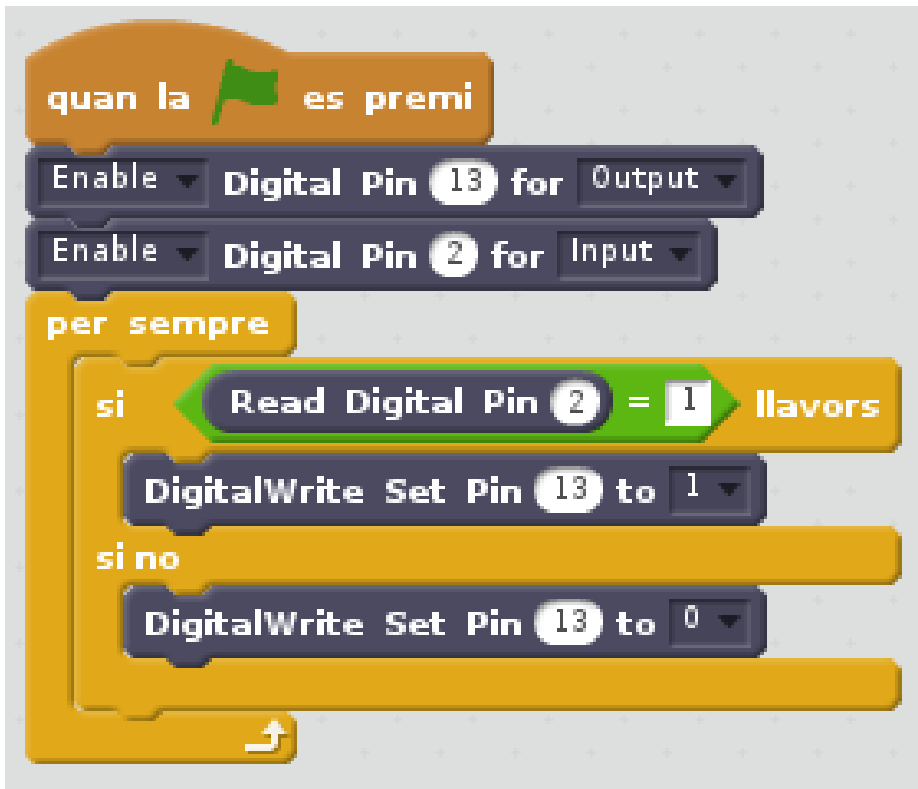 quan la es premi
Enable Digital Pin 13 for Output
Enable Digital Pin 2 for Input
per sempre
si Read Digital Pin 2 = 1 llavors
DigitalWrite Set Pin 13 to 1
si no
DigitalWrite Set Pin 13 to 0